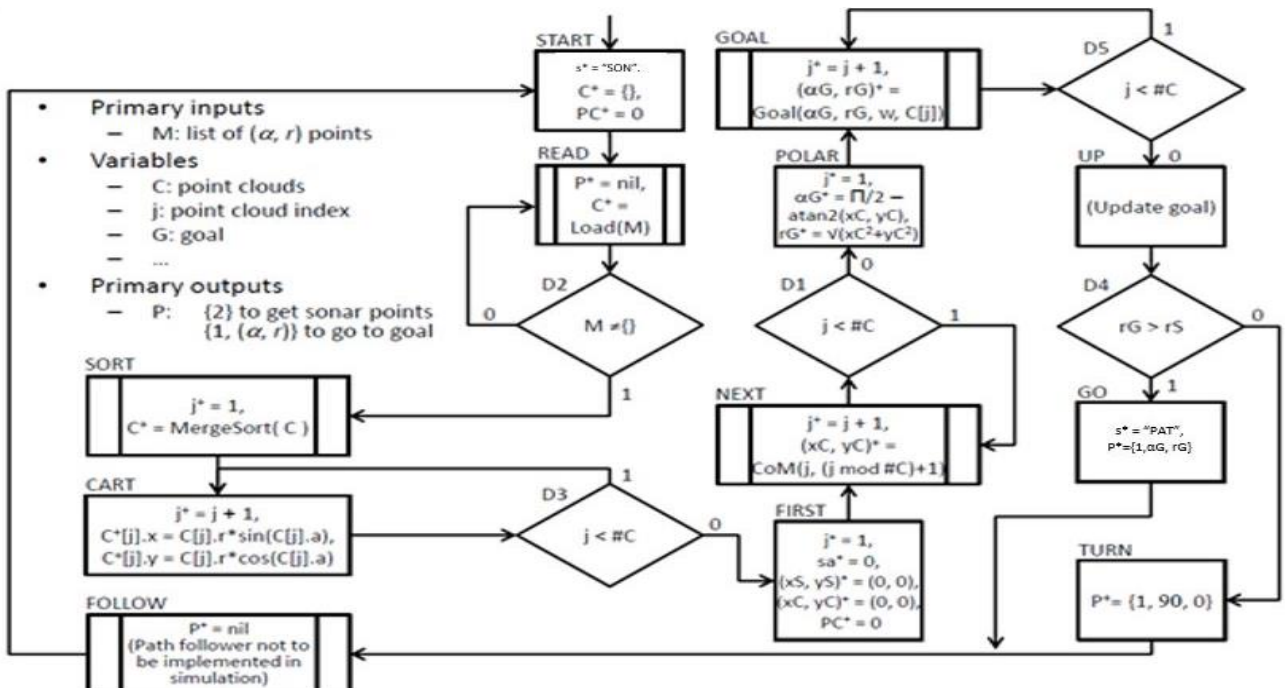 • Primary inputs
– M: list of (α, r) points
• Variables
– C: point clouds
– j: point cloud index
– G: goal
– ...
• Primary outputs
– P: {2} to get sonar points
{1, (α, r)} to go to goal
START
s* = "SON".
C* = {},
PC* = 0
READ
P* = nil,
C* =
Load(M)
D2
M ≠{}
0
1
SORT
j* = 1,
C* = MergeSort( C )
CART
j* = j + 1,
C*[j].x = C[j].r*sin(C[j].a),
C*[j].y = C[j].r*cos(C[j].a)
D3
j < #C
1
0
FOLLOW
P* = nil
(Path follower not to
be implemented in
simulation)
GOAL
j* = j + 1,
(αG, rG)* =
Goal(αG, rG, w, C[j])
POLAR
j* = 1,
αG* = Π/2 −
atan2(xC, yC),
rG* = √(xC²+yC²)
0
D1
j < #C
1
NEXT
j* = j + 1,
(xC, yC)* =
CoM(j, (j mod #C)+1)
FIRST
j* = 1,
sa* = 0,
(xS, yS)* = (0, 0),
(xC, yC)* = (0, 0),
PC* = 0
1
D5
j < #C
0
UP
(Update goal)
D4
rG > rS
0
1
GO
s* = "PAT",
P*={1,αG, rG}
TURN
P*= {1, 90, 0}